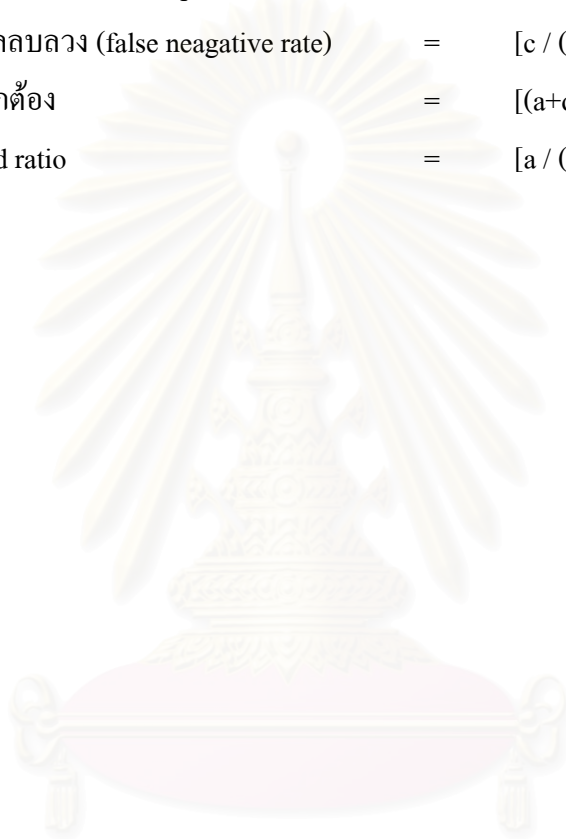 ลบลวง (false neagative rate) = [c / (
ต้อง = [(a+
d ratio = [a / (